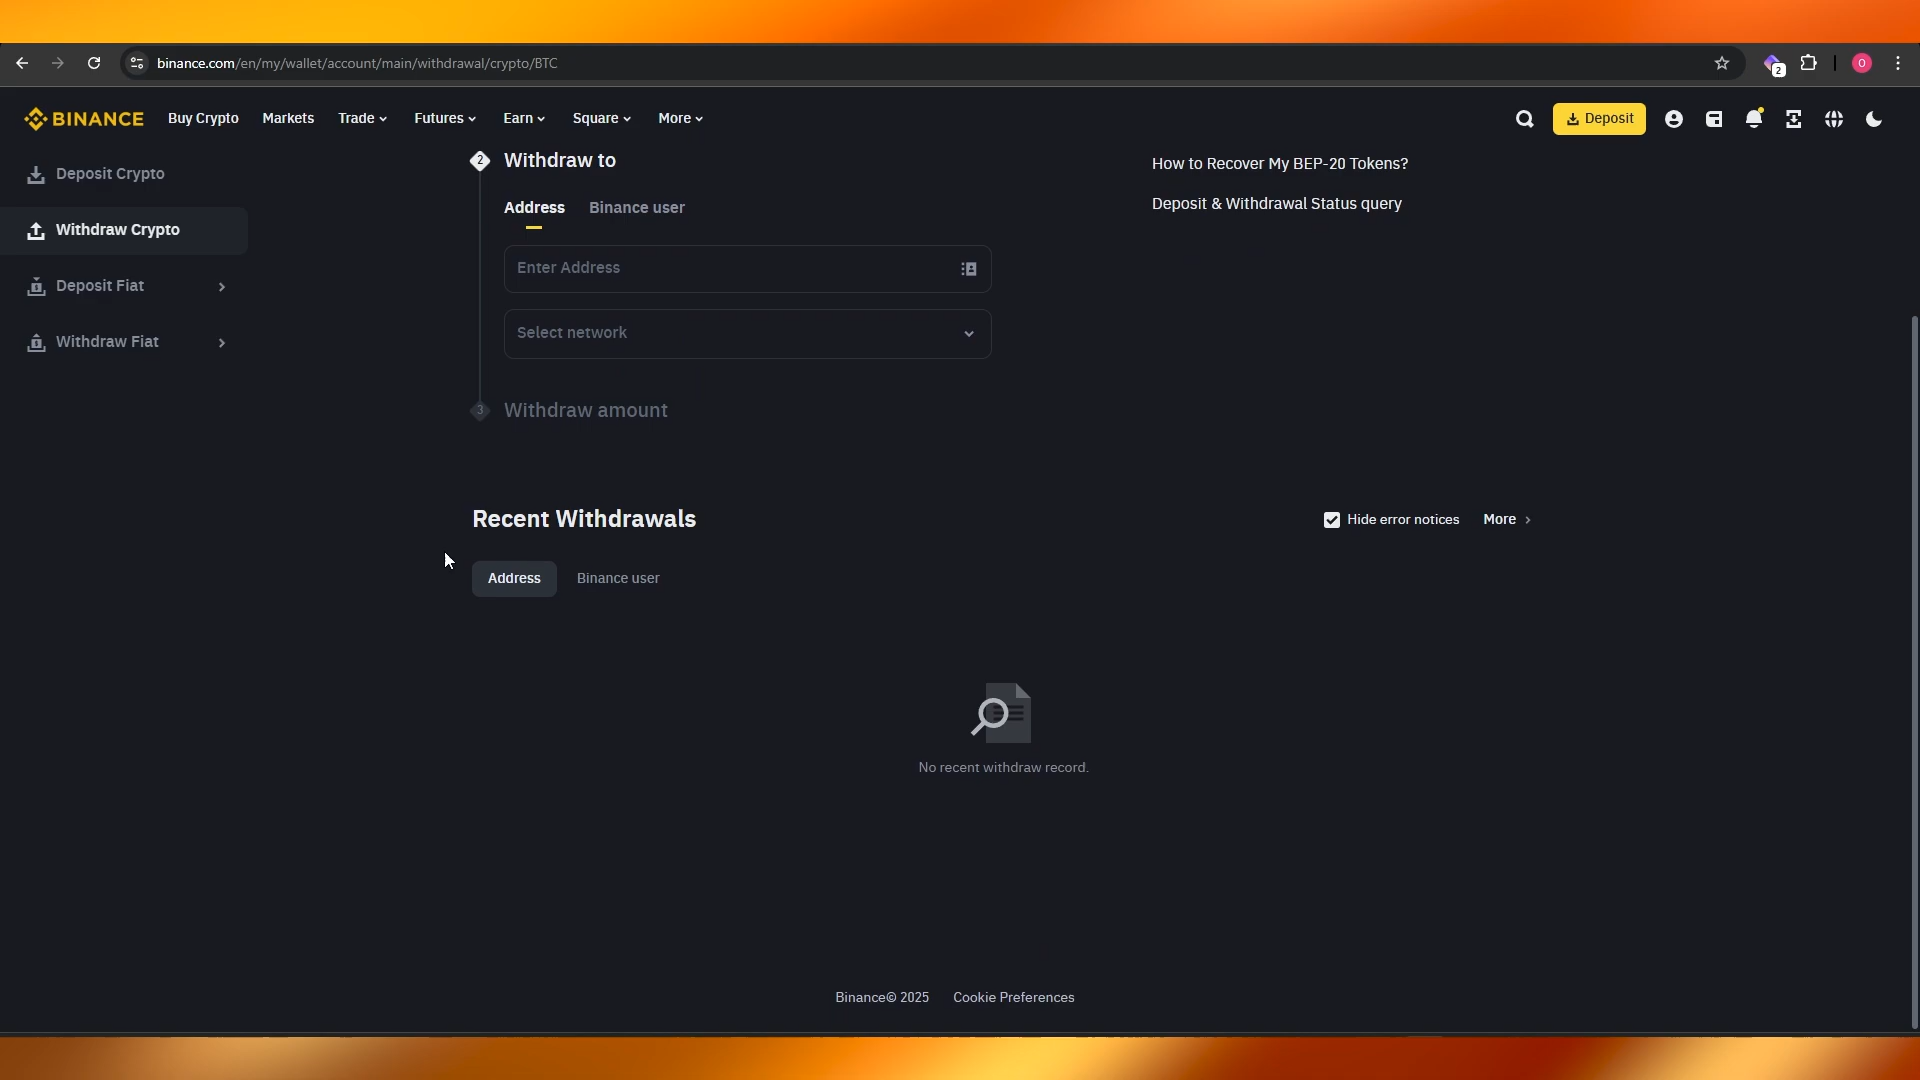 binance.com/en/my/wallet/account/main/withdrawal/crypto/BTC
2
O
BINANCE
Buy Crypto
Markets
Trade
Futures
Earn
Square
More
Deposit
Deposit Crypto
Withdraw Crypto
Deposit Fiat
Withdraw Fiat
2
Withdraw to
Address
Binance user
Enter Address
Select network
3
Withdraw amount
How to Recover My BEP-20 Tokens?
Deposit & Withdrawal Status query
Recent Withdrawals
Hide error notices
More
Address
Binance user
No recent withdraw record.
Binance© 2025
Cookie Preferences